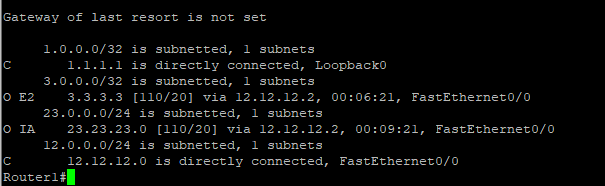 Gateway of last resort is not set
1.0.0.0/32 is subnetted, 1 subnets
C 1.1.1.1 is directly connected, Loopback0
3.0.0.0/32 is subnetted, 1 subnets
O E2 3.3.3.3 [110/20] via 12.12.12.2, 00:06:21, FastEthernet0/0
23.0.0.0/24 is subnetted, 1 subnets
O IA 23.23.23.0 [110/20] via 12.12.12.2, 00:09:21, FastEthernet0/0
12.0.0.0/24 is subnetted, 1 subnets
C 12.12.12.0 is directly connected, FastEthernet0/0
Router1#